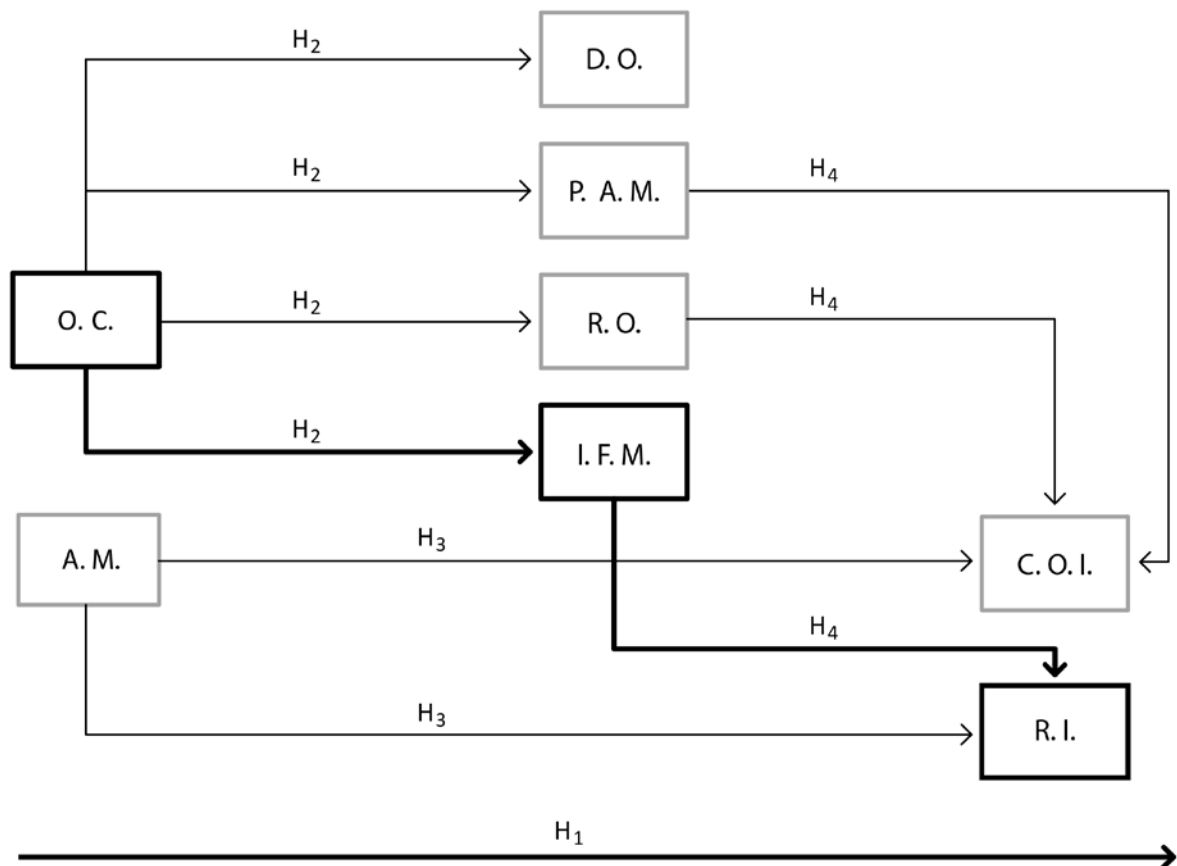 H2
D. O.
H2
P. A. M.
H4
O. C.
H2
R. O.
H4
H2
I. F. M.
A. M.
H3
C. O. I.
H4
H3
R. I.
H1